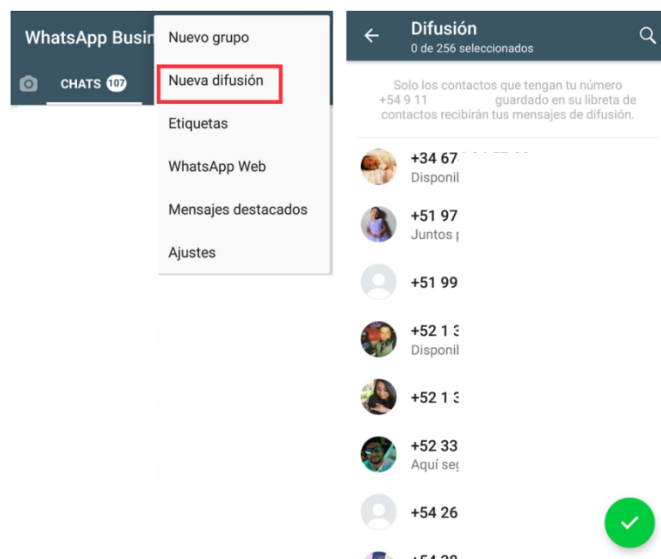 WhatsApp Busin
CHATS 107
Nuevo grupo
Nueva difusión
Etiquetas
WhatsApp Web
Mensajes destacados
Ajustes
Difusión
0 de 256 seleccionados
Solo los contactos que tengan tu número
+54 9 11 guardado en su libreta de
contactos recibirán tus mensajes de difusión.
+34 67
Disponil
+51 97
Juntos
+51 99
+52 1 3
Disponil
+52 1 3
+52 33
Aquí seg
+54 26